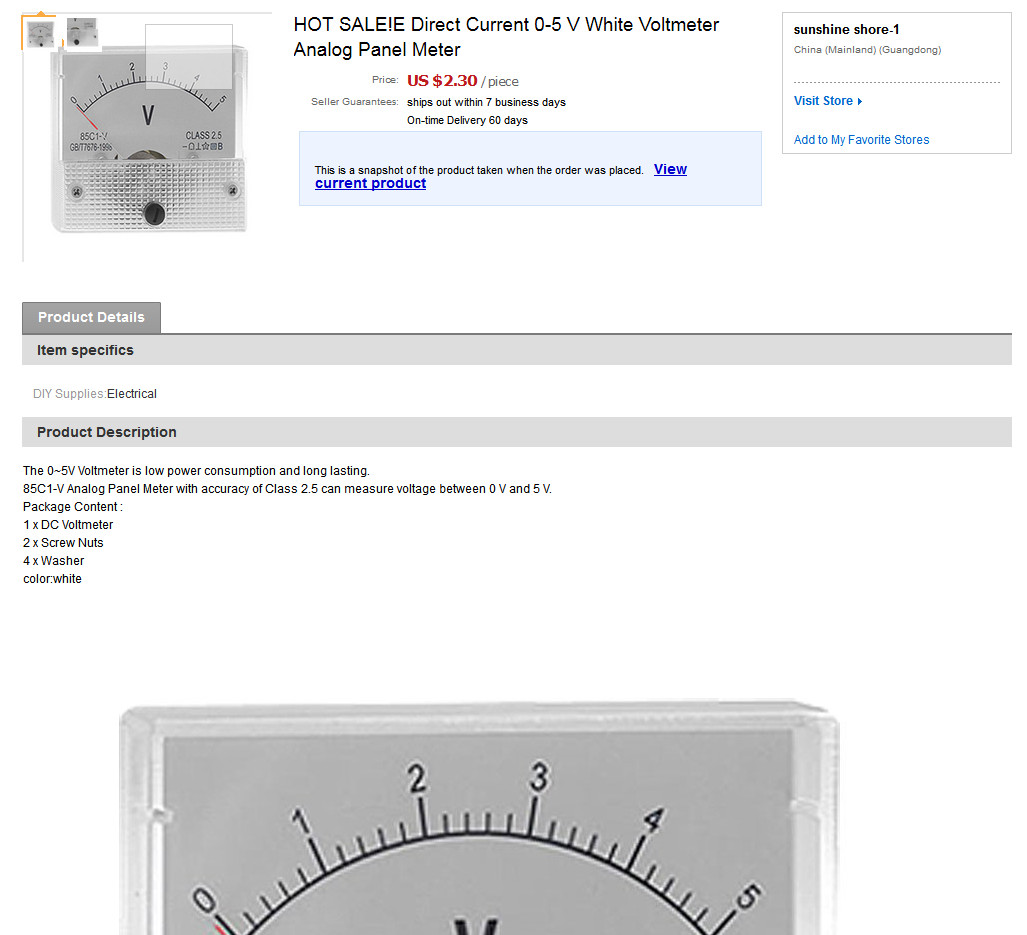 HOT SALE!E Direct Current 0-5 V White Voltmeter
Analog Panel Meter
Price: US $2.30 / piece
Seller Guarantees: ships out within 7 business days
On-time Delivery 60 days
This is a snapshot of the product taken when the order was placed. View
current product
sunshine shore-1
China (Mainland) (Guangdong)
Visit Store
Add to My Favorite Stores
0 1 2 3 4 5
V
85C1-V CLASS 2.5
GB/T7676-1998
Product Details
Item specifics
DIY Supplies:Electrical
Product Description
The 0~5V Voltmeter is low power consumption and long lasting.
85C1-V Analog Panel Meter with accuracy of Class 2.5 can measure voltage between 0 V and 5 V.
Package Content :
1 x DC Voltmeter
2 x Screw Nuts
4 x Washer
color:white
0 1 2 3 4 5
V